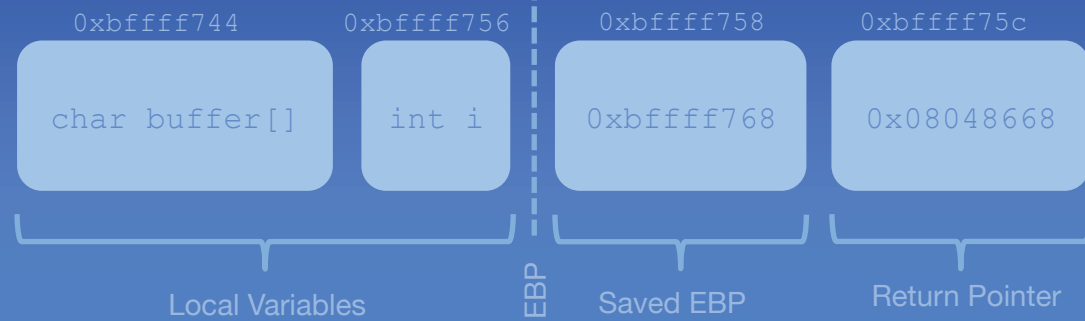 0xbffff744 0xbffff756 0xbffff758 0xbffff75c
char buffer[] int i 0xbffff768 0x08048668
Local Variables EBP Saved EBP Return Pointer